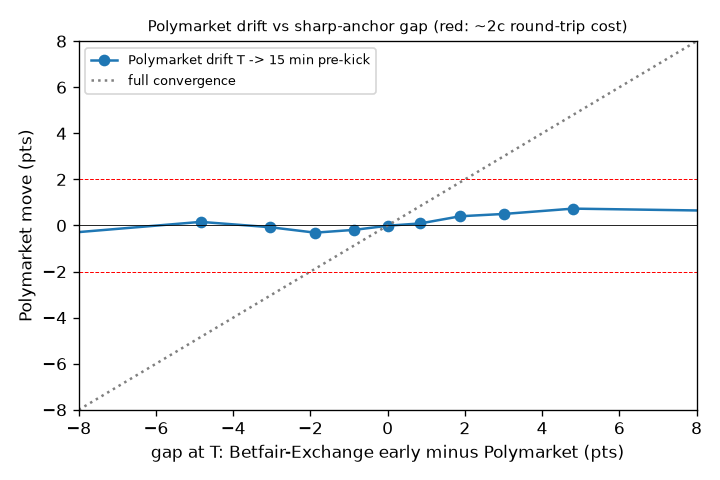 Polymarket drift vs sharp-anchor gap (red: ~2c round-trip cost)
Polymarket drift T -> 15 min pre-kick
full convergence
Polymarket move (pts)
8
6
4
2
0
−2
−4
−6
−8
−8 −6 −4 −2 0 2 4 6 8
gap at T: Betfair-Exchange early minus Polymarket (pts)